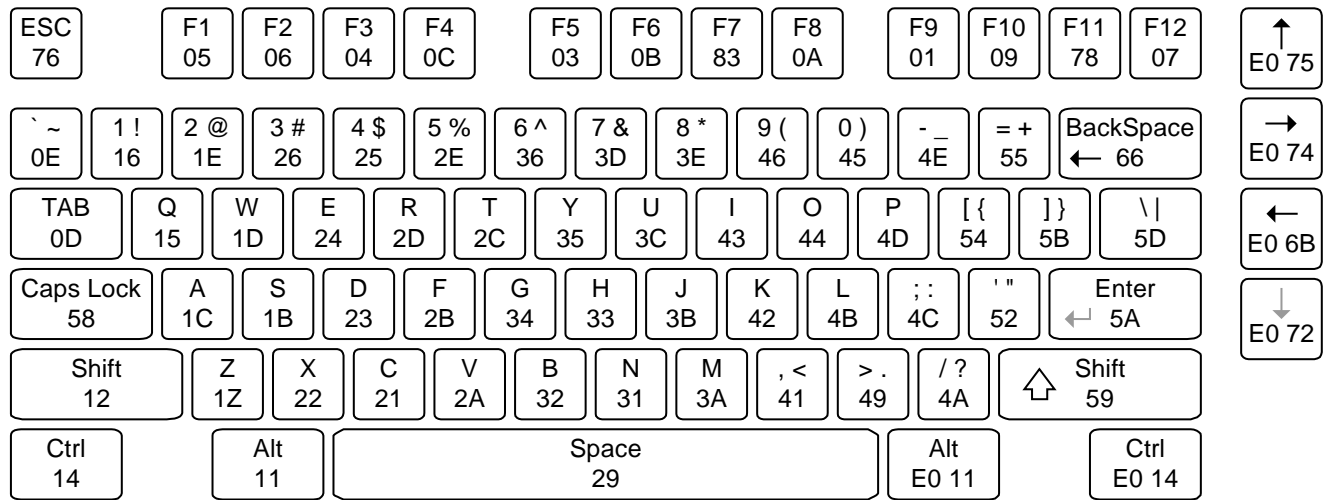 ESC F1 F2 F3 F4 F5 F6 F7 F8 F9 F10 F11 F12 ↑
76 05 06 04 0C 03 0B 83 0A 01 09 78 07 E0 75
` ~ 1 ! 2 @ 3 # 4 $ 5 % 6 ^ 7 & 8 * 9 ( 0 ) - _ = + BackSpace →
0E 16 1E 26 25 2E 36 3D 3E 46 45 4E 55 ← 66 E0 74
TAB Q W E R T Y U I O P [ { ] } \ | ←
0D 15 1D 24 2D 2C 35 3C 43 44 4D 54 5B 5D E0 6B
Caps Lock A S D F G H J K L ; : ' " Enter ↓
58 1C 1B 23 2B 34 33 3B 42 4B 4C 52 ↵ 5A E0 72
Shift Z X C V B N M , < > . / ? ⇧ Shift
12 1Z 22 21 2A 32 31 3A 41 49 4A 59
Ctrl Alt Space Alt Ctrl
14 11 29 E0 11 E0 14